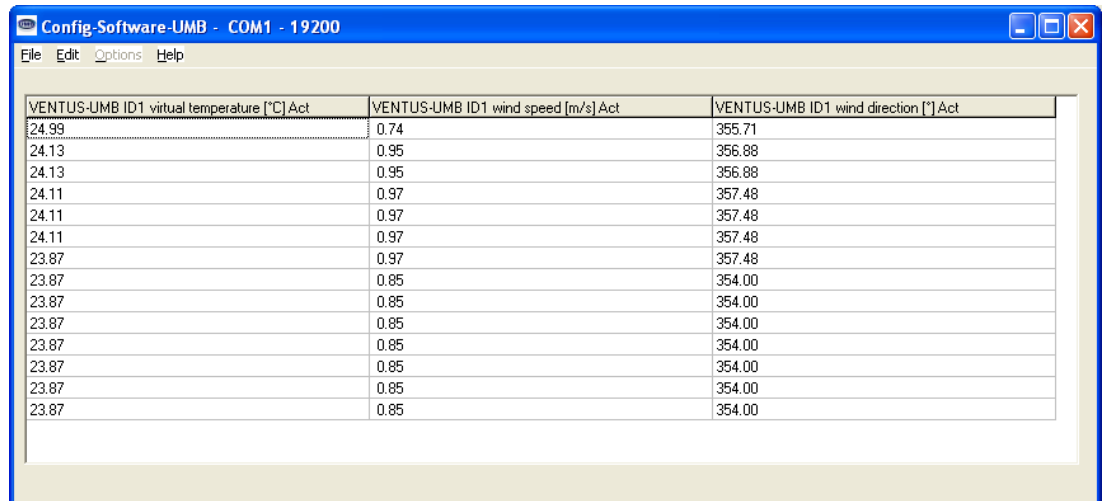 Config-Software-UMB - COM1 - 19200
File Edit Options Help
VENTUS-UMB ID1 virtual temperature [°C] Act VENTUS-UMB ID1 wind speed [m/s] Act VENTUS-UMB ID1 wind direction [°] Act
24.99 0.74 355.71
24.13 0.95 356.88
24.13 0.95 356.88
24.11 0.97 357.48
24.11 0.97 357.48
24.11 0.97 357.48
23.87 0.97 357.48
23.87 0.85 354.00
23.87 0.85 354.00
23.87 0.85 354.00
23.87 0.85 354.00
23.87 0.85 354.00
23.87 0.85 354.00
23.87 0.85 354.00